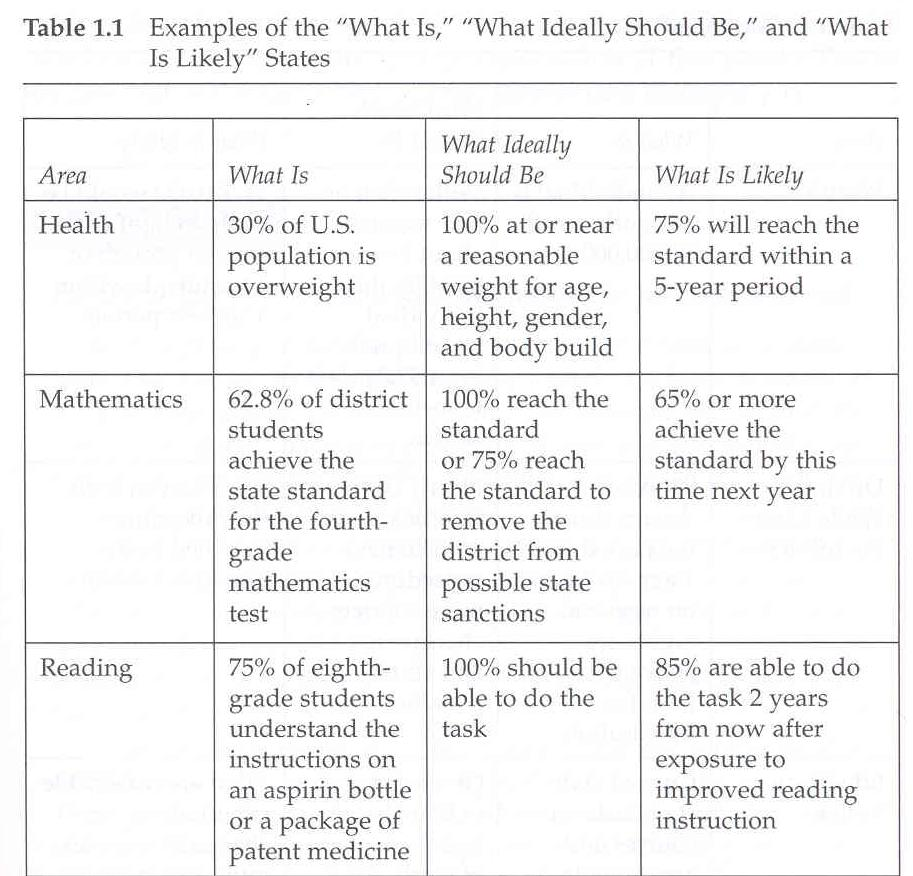 Table 1.1 Examples of the “What Is,” “What Ideally Should Be,” and “What
Is Likely” States
Area
What Is
What Ideally
Should Be
What Is Likely
Health
30% of U.S.
population is
overweight
100% at or near
a reasonable
weight for age,
height, gender,
and body build
75% will reach the
standard within a
5-year period
Mathematics
62.8% of district
students
achieve the
state standard
for the fourth-
grade
mathematics
test
100% reach the
standard
or 75% reach
the standard to
remove the
district from
possible state
sanctions
65% or more
achieve the
standard by this
time next year
Reading
75% of eighth-
grade students
understand the
instructions on
an aspirin bottle
or a package of
patent medicine
100% should be
able to do the
task
85% are able to do
the task 2 years
from now after
exposure to
improved reading
instruction